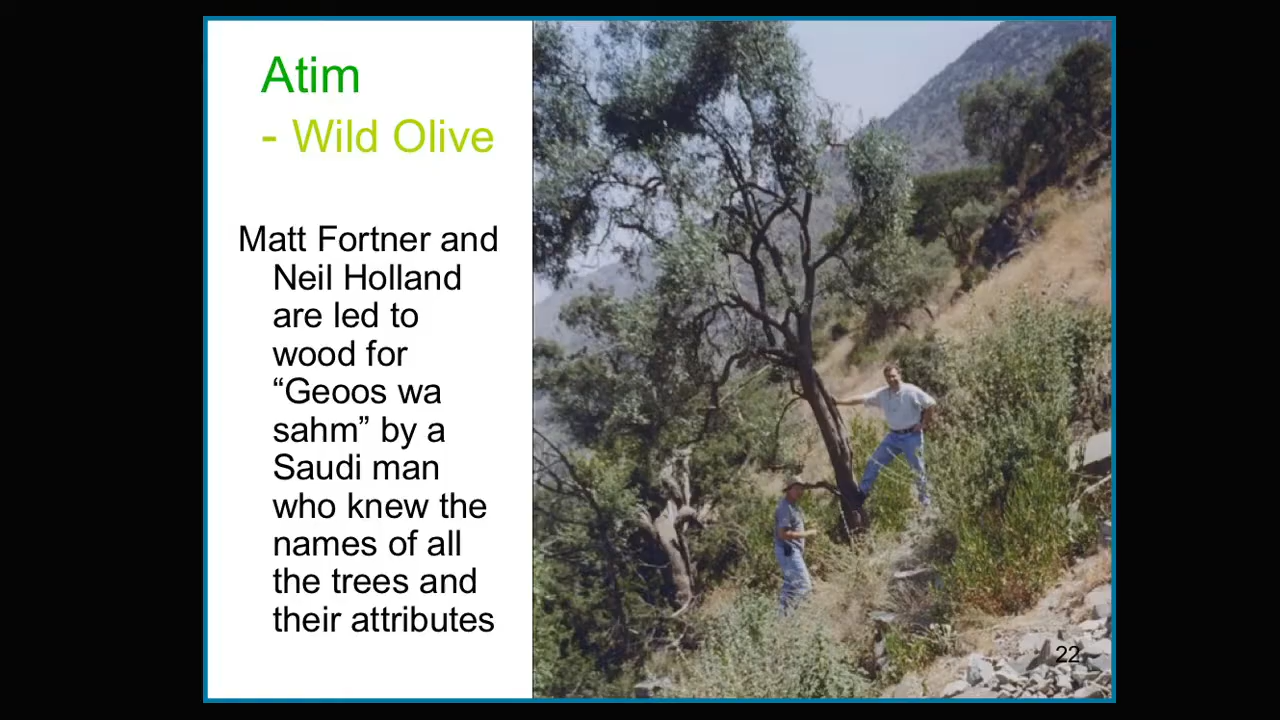 Atim
- Wild Olive
Matt Fortner and
Neil Holland
are led to
wood for
“Geoos wa
sahm” by a
Saudi man
who knew the
names of all
the trees and
their attributes
22